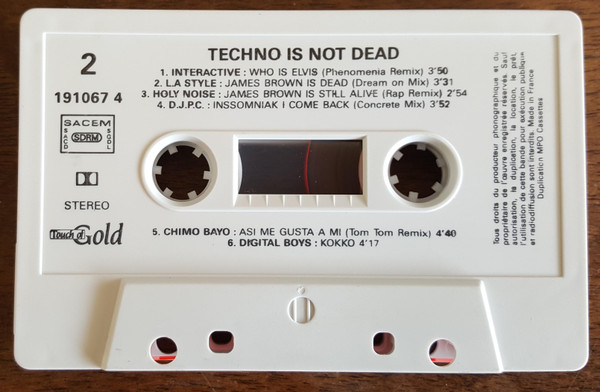 2
191067 4
TECHNO IS NOT DEAD
1. INTERACTIVE : WHO IS ELVIS (Phenomenia Remix) 3'50
2. L.A STYLE : JAMES BROWN IS DEAD (Dream on Mix) 3'31
3. HOLY NOISE : JAMES BROWN IS STILL ALIVE (Rap Remix) 2'54
4. D.J.P.C. : INSSOMNIAK I COME BACK (Concrete Mix) 3'52
SACEM
SACD
SDRM
SGDL
STEREO
Touch of Gold
5. CHIMO BAYO : ASI ME GUSTA A MI (Tom Tom Remix) 4'40
6. DIGITAL BOYS : KOKKO 4'17
Tous droits du producteur phonographique et du
propriétaire de l'œuvre enregistrée réservés. Sauf
autorisation, la duplication, la location, le prêt,
l'utilisation de cette bande pour exécution publique
et radiodiffusion sont interdits. Made in France
Duplication MPO Cassettes